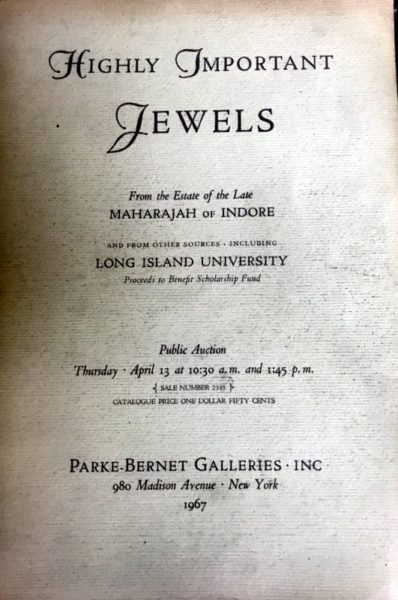 HIGHLY IMPORTANT
JEWELS
From the Estate of the Late
MAHARAJAH OF INDORE
AND FROM OTHER SOURCES · INCLUDING
LONG ISLAND UNIVERSITY
Proceeds to Benefit Scholarship Fund
Public Auction
Thursday · April 13 at 10:30 a.m. and 1:45 p.m.
{ SALE NUMBER }
CATALOGUE PRICE ONE DOLLAR FIFTY CENTS
PARKE-BERNET GALLERIES · INC
980 Madison Avenue · New York
1967